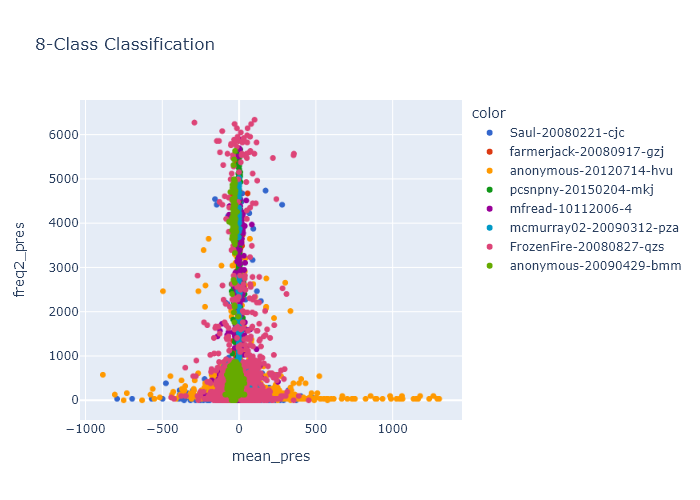 8-Class Classification
color
Saul-20080221-cjc
farmerjack-20080917-gzj
anonymous-20120714-hvu
pcsnpny-20150204-mkj
mfread-10112006-4
mcmurray02-20090312-pza
FrozenFire-20080827-qzs
anonymous-20090429-bmm
freq2_pres
6000
5000
4000
3000
2000
1000
0
−1000
−500
0
500
1000
mean_pres